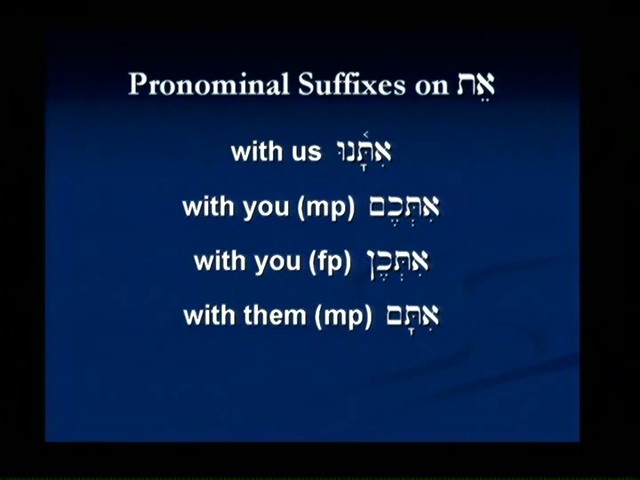 Pronominal Suffixes on אֵת
with us אִתָּ֫נוּ
with you (mp) אִתְּכֶם
with you (fp) אִתְּכֶן
with them (mp) אִתָּם